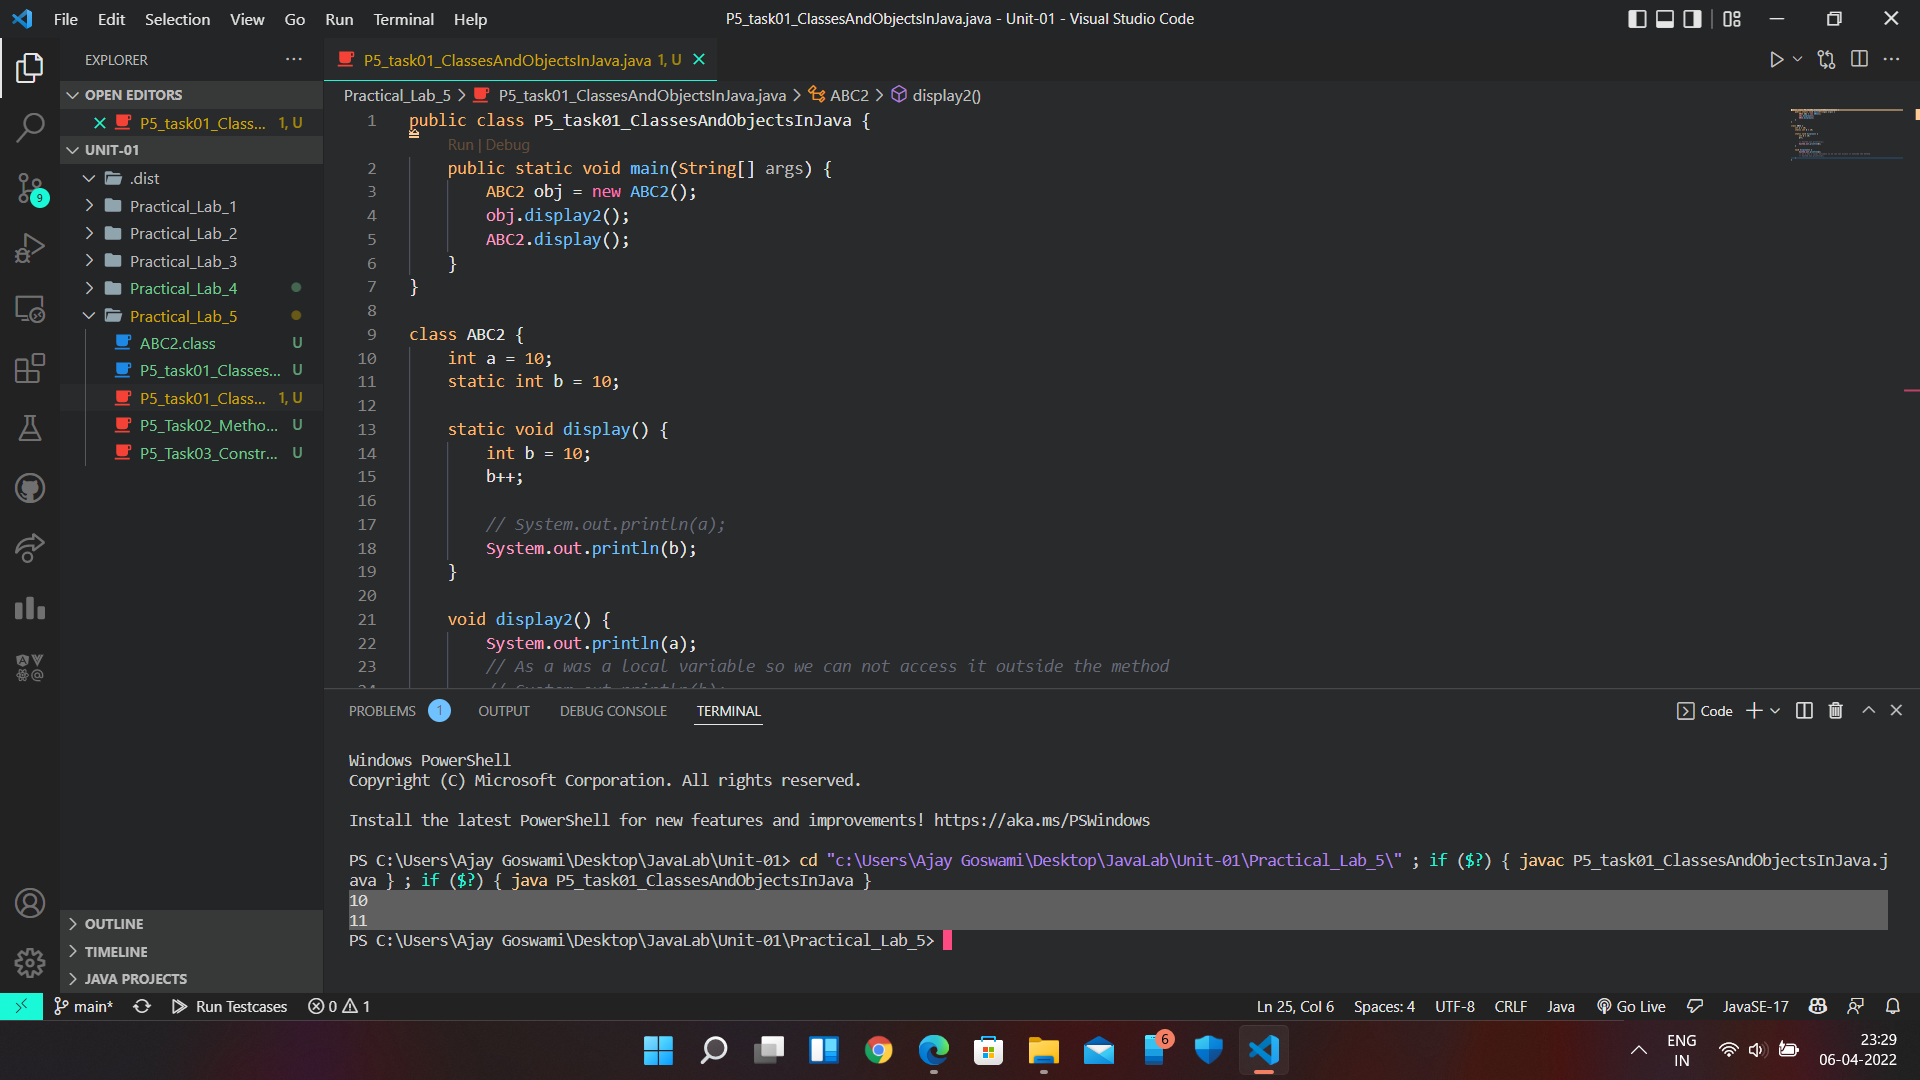 File Edit Selection View Go Run Terminal Help
P5_task01_ClassesAndObjectsInJava.java - Unit-01 - Visual Studio Code
EXPLORER
OPEN EDITORS
P5_task01_Class... 1, U
UNIT-01
.dist
Practical_Lab_1
Practical_Lab_2
Practical_Lab_3
Practical_Lab_4
Practical_Lab_5
ABC2.class U
P5_task01_Classes... U
P5_task01_Class... 1, U
P5_Task02_Metho... U
P5_Task03_Constr... U
OUTLINE
TIMELINE
JAVA PROJECTS
9
P5_task01_ClassesAndObjectsInJava.java 1, U
Practical_Lab_5 > P5_task01_ClassesAndObjectsInJava.java > ABC2 > display2()
1 public class P5_task01_ClassesAndObjectsInJava {
Run | Debug
2 public static void main(String[] args) {
3 ABC2 obj = new ABC2();
4 obj.display2();
5 ABC2.display();
6 }
7 }
8
9 class ABC2 {
10 int a = 10;
11 static int b = 10;
12
13 static void display() {
14 int b = 10;
15 b++;
16
17 // System.out.println(a);
18 System.out.println(b);
19 }
20
21 void display2() {
22 System.out.println(a);
23 // As a was a local variable so we can not access it outside the method
24 // System.out.println(b);
PROBLEMS 1 OUTPUT DEBUG CONSOLE TERMINAL
Code
Windows PowerShell
Copyright (C) Microsoft Corporation. All rights reserved.
Install the latest PowerShell for new features and improvements! https://aka.ms/PSWindows
PS C:\Users\Ajay Goswami\Desktop\JavaLab\Unit-01> cd "c:\Users\Ajay Goswami\Desktop\JavaLab\Unit-01\Practical_Lab_5\" ; if ($?) { javac P5_task01_ClassesAndObjectsInJava.j
ava } ; if ($?) { java P5_task01_ClassesAndObjectsInJava }
10
11
PS C:\Users\Ajay Goswami\Desktop\JavaLab\Unit-01\Practical_Lab_5>
main* Run Testcases 0 1
Ln 25, Col 6 Spaces: 4 UTF-8 CRLF Java Go Live JavaSE-17
6
ENG
IN
23:29
06-04-2022